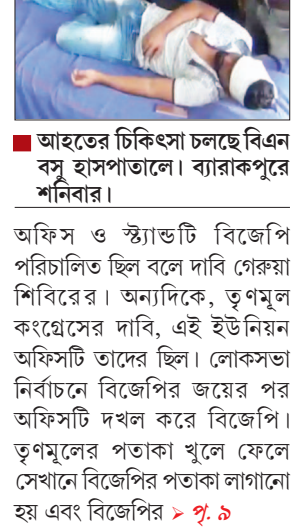 ■ আহতের চিকিৎসা চলছে বিএন
বসু হাসপাতালে। ব্যারাকপুরে
শনিবার।
অফিস ও স্ট্যান্ডটি বিজেপি
পরিচালিত ছিল বলে দাবি গেরুয়া
শিবিরের। অন্যদিকে, তৃণমূল
কংগ্রেসের দাবি, এই ইউনিয়ন
অফিসটি তাদের ছিল। লোকসভা
নির্বাচনে বিজেপির জয়ের পর
অফিসটি দখল করে বিজেপি।
তৃণমূলের পতাকা খুলে ফেলে
সেখানে বিজেপির পতাকা লাগানো
হয় এবং বিজেপির ➤ পৃ. ৯